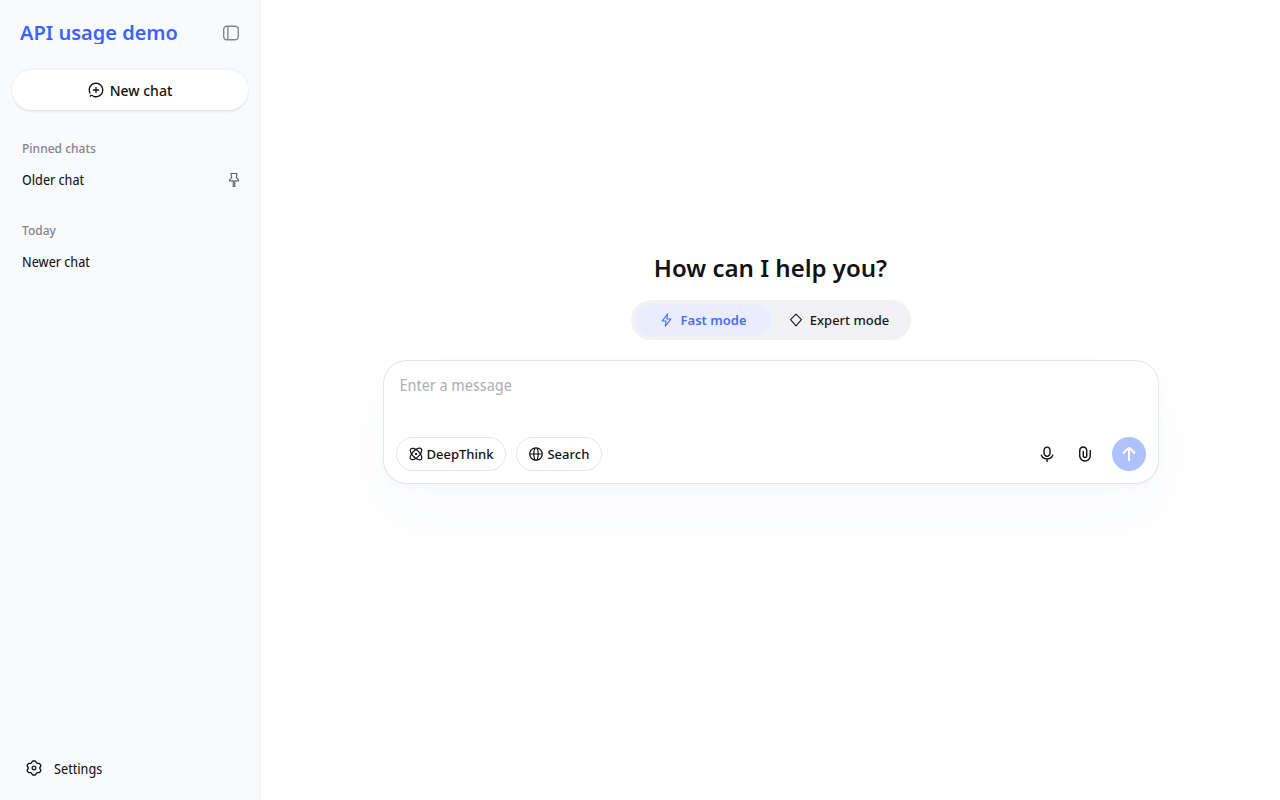 API usage demo
New chat
Pinned chats
Older chat
Today
Newer chat
Settings
How can I help you?
Fast mode
Expert mode
Enter a message
DeepThink
Search